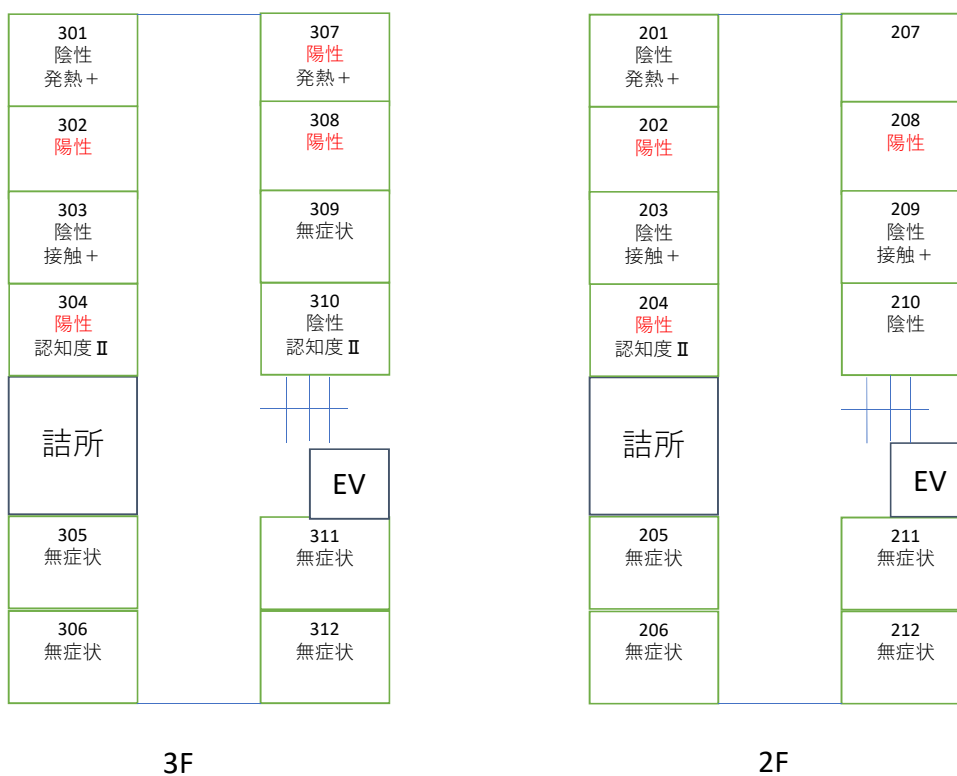 301
陰性
発熱＋
302
陽性
303
陰性
接触＋
304
陽性
認知度Ⅱ
詰所
305
無症状
306
無症状
307
陽性
発熱＋
308
陽性
309
無症状
310
陰性
認知度Ⅱ
EV
311
無症状
312
無症状
3F
201
陰性
発熱＋
202
陽性
203
陰性
接触＋
204
陽性
認知度Ⅱ
詰所
205
無症状
206
無症状
207
208
陽性
209
陰性
接触＋
210
陰性
EV
211
無症状
212
無症状
2F